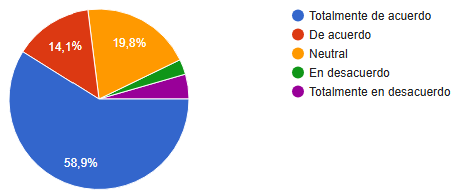 14,1%
19,8%
58,9%
Totalmente de acuerdo
De acuerdo
Neutral
En desacuerdo
Totalmente en desacuerdo